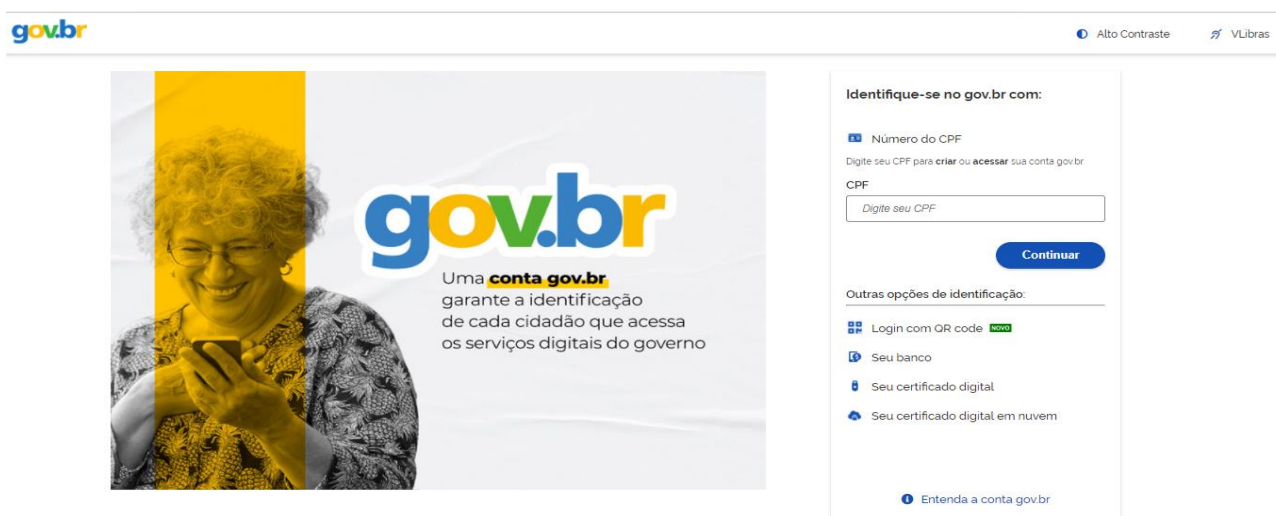 gov.br
Alto Contraste
VLibras
gov.br
Uma conta gov.br
garante a identificação
de cada cidadão que acessa
os serviços digitais do governo
Identifique-se no gov.br com:
Número do CPF
Digite seu CPF para criar ou acessar sua conta gov.br
CPF
Digite seu CPF
Continuar
Outras opções de identificação:
Login com QR code NOVO
Seu banco
Seu certificado digital
Seu certificado digital em nuvem
Entenda a conta gov.br